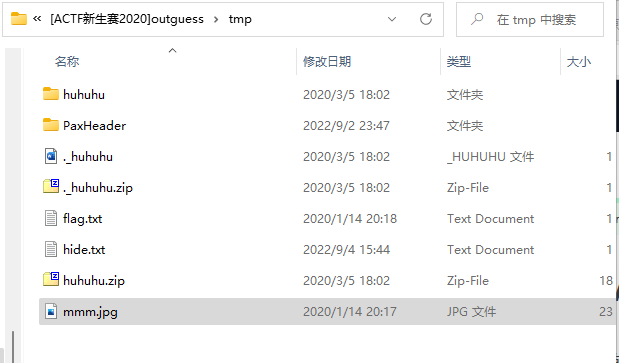 « [ACTF新生赛2020]outguess › tmp
在 tmp 中搜索
名称 修改日期 类型 大小
huhuhu 2020/3/5 18:02 文件夹
PaxHeader 2022/9/2 23:47 文件夹
._huhuhu 2020/3/5 18:02 _HUHUHU 文件 1
._huhuhu.zip 2020/3/5 18:02 Zip-File 1
flag.txt 2020/1/14 20:18 Text Document 1
hide.txt 2022/9/4 15:44 Text Document 1
huhuhu.zip 2020/3/5 18:02 Zip-File 18
mmm.jpg 2020/1/14 20:17 JPG 文件 23